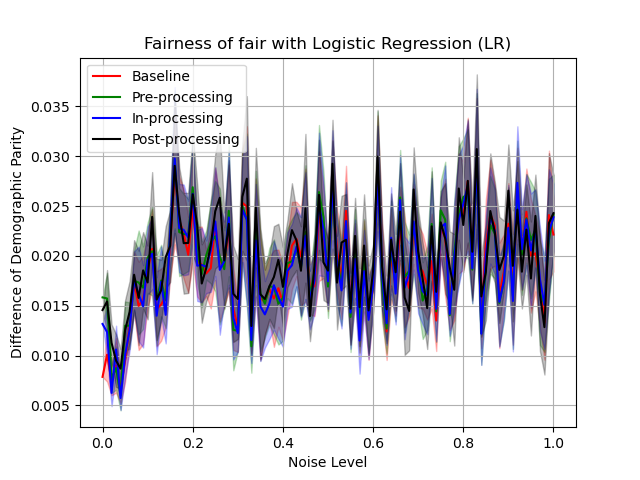 Fairness of fair with Logistic Regression (LR)
Baseline
Pre-processing
In-processing
Post-processing
Difference of Demographic Parity
0.035
0.030
0.025
0.020
0.015
0.010
0.005
0.0
0.2
0.4
0.6
0.8
1.0
Noise Level